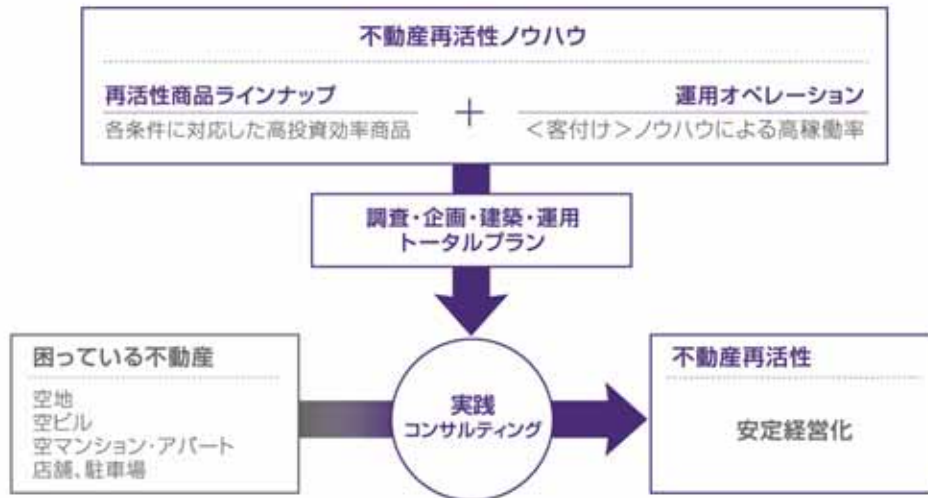 不動産再活性ノウハウ
再活性商品ラインナップ
各条件に対応した高投資効率商品
+
運用オペレーション
<客付け>ノウハウによる高稼働率
調査・企画・建築・運用
トータルプラン
困っている不動産
空地
空ビル
空マンション・アパート
店舗、駐車場
実践
コンサルティング
不動産再活性
安定経営化